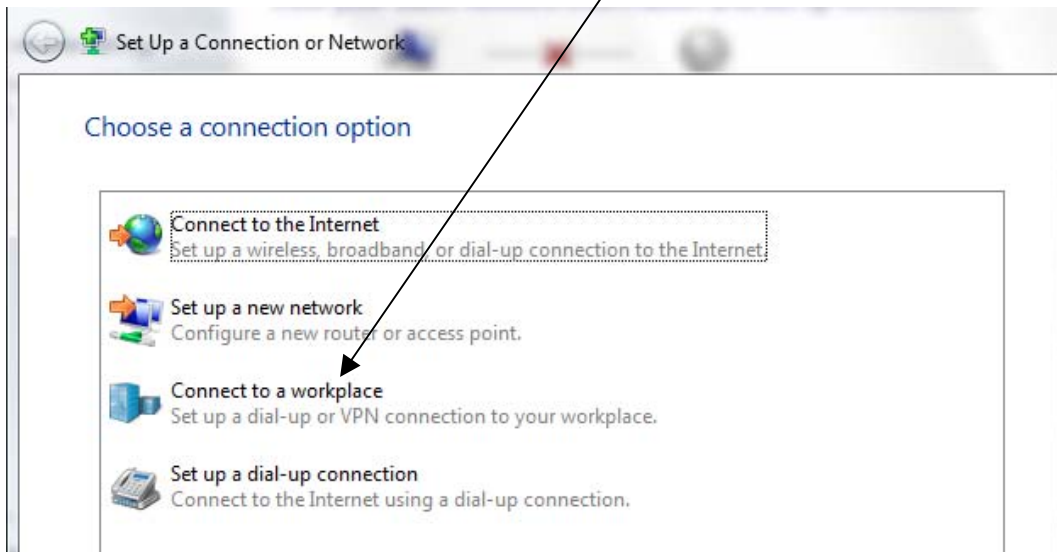 Set Up a Connection or Network
Choose a connection option
Connect to the Internet
Set up a wireless, broadband, or dial-up connection to the Internet.
Set up a new network
Configure a new router or access point.
Connect to a workplace
Set up a dial-up or VPN connection to your workplace.
Set up a dial-up connection
Connect to the Internet using a dial-up connection.